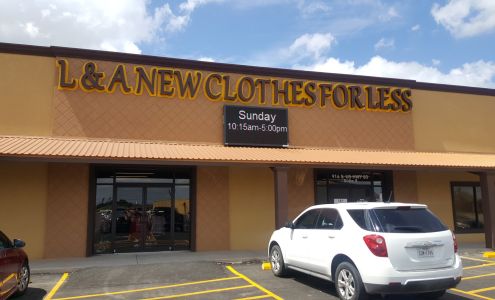 L & A NEW CLOTHES FOR LESS
Sunday
10:15am-5:00pm